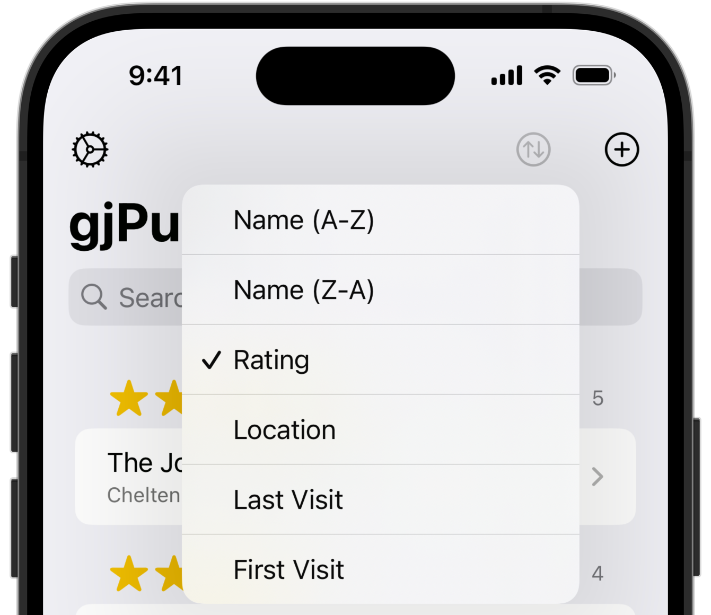 9:41
gjPu
Name (A-Z)
Searc
Name (Z-A)
Rating
5
Location
The Jo
Chelten
Last Visit
First Visit
4